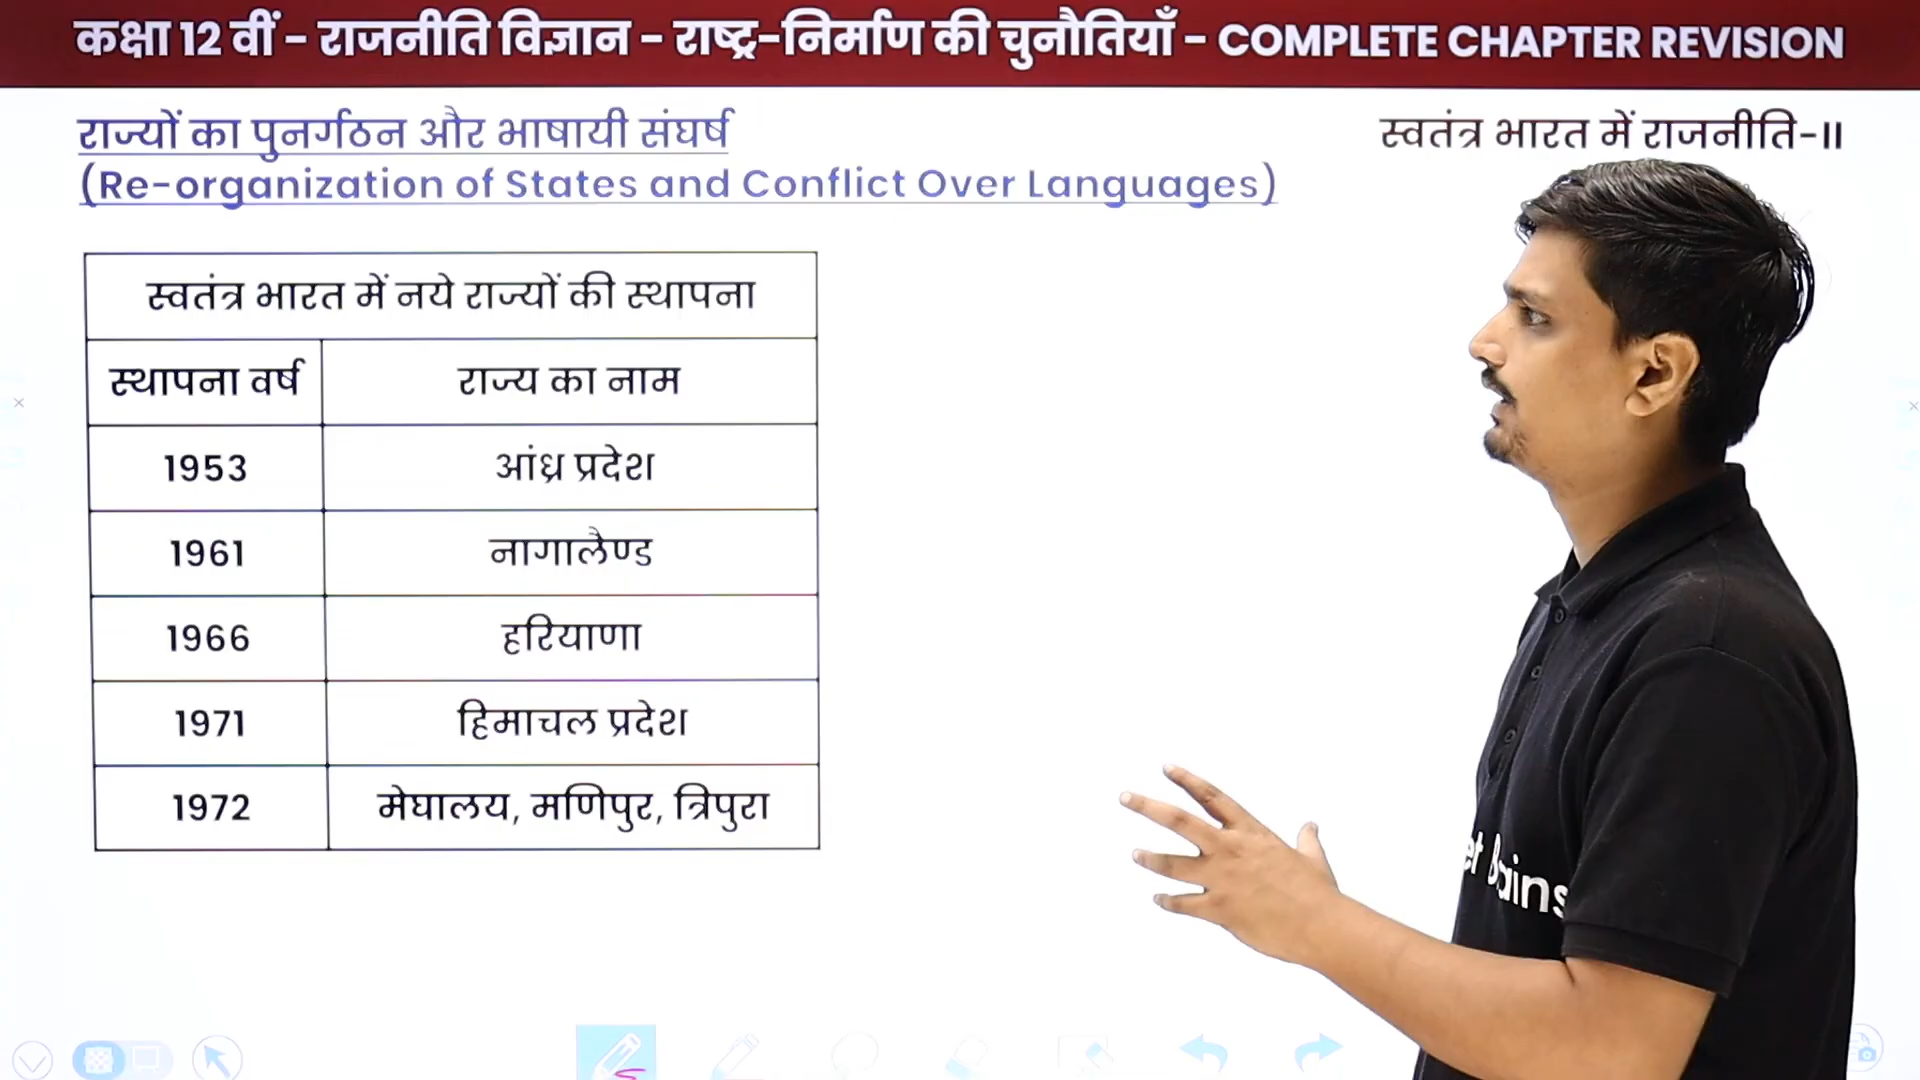 कक्षा 12 वीं - राजनीति विज्ञान - राष्ट्र-निर्माण की चुनौतियाँ - COMPLETE CHAPTER REVISION
राज्यों का पुनर्गठन और भाषायी संघर्ष
(Re-organization of States and Conflict Over Languages)
स्वतंत्र भारत में राजनीति-II
स्वतंत्र भारत में नये राज्यों की स्थापना
स्थापना वर्ष राज्य का नाम
1953 आंध्र प्रदेश
1961 नागालैण्ड
1966 हरियाणा
1971 हिमाचल प्रदेश
1972 मेघालय, मणिपुर, त्रिपुरा